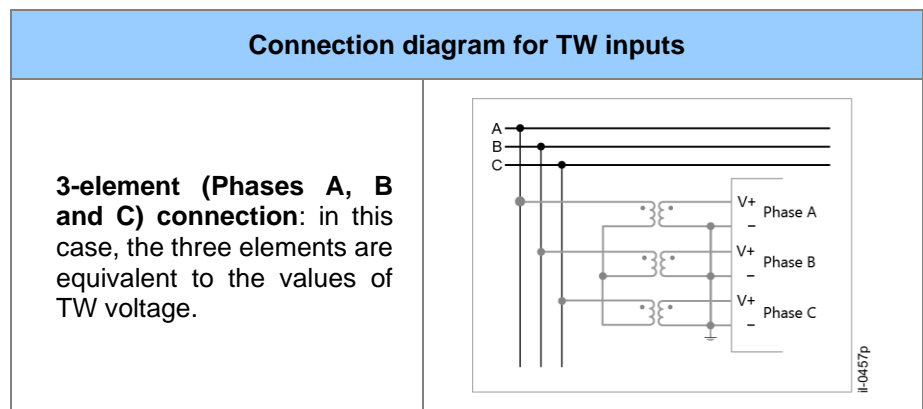 Connection diagram for TW inputs
3-element (Phases A, B
and C) connection: in this
case, the three elements are
equivalent to the values of
TW voltage.
A
B
C
V+
Phase A
−
V+
Phase B
−
V+
Phase C
−
il-0457p